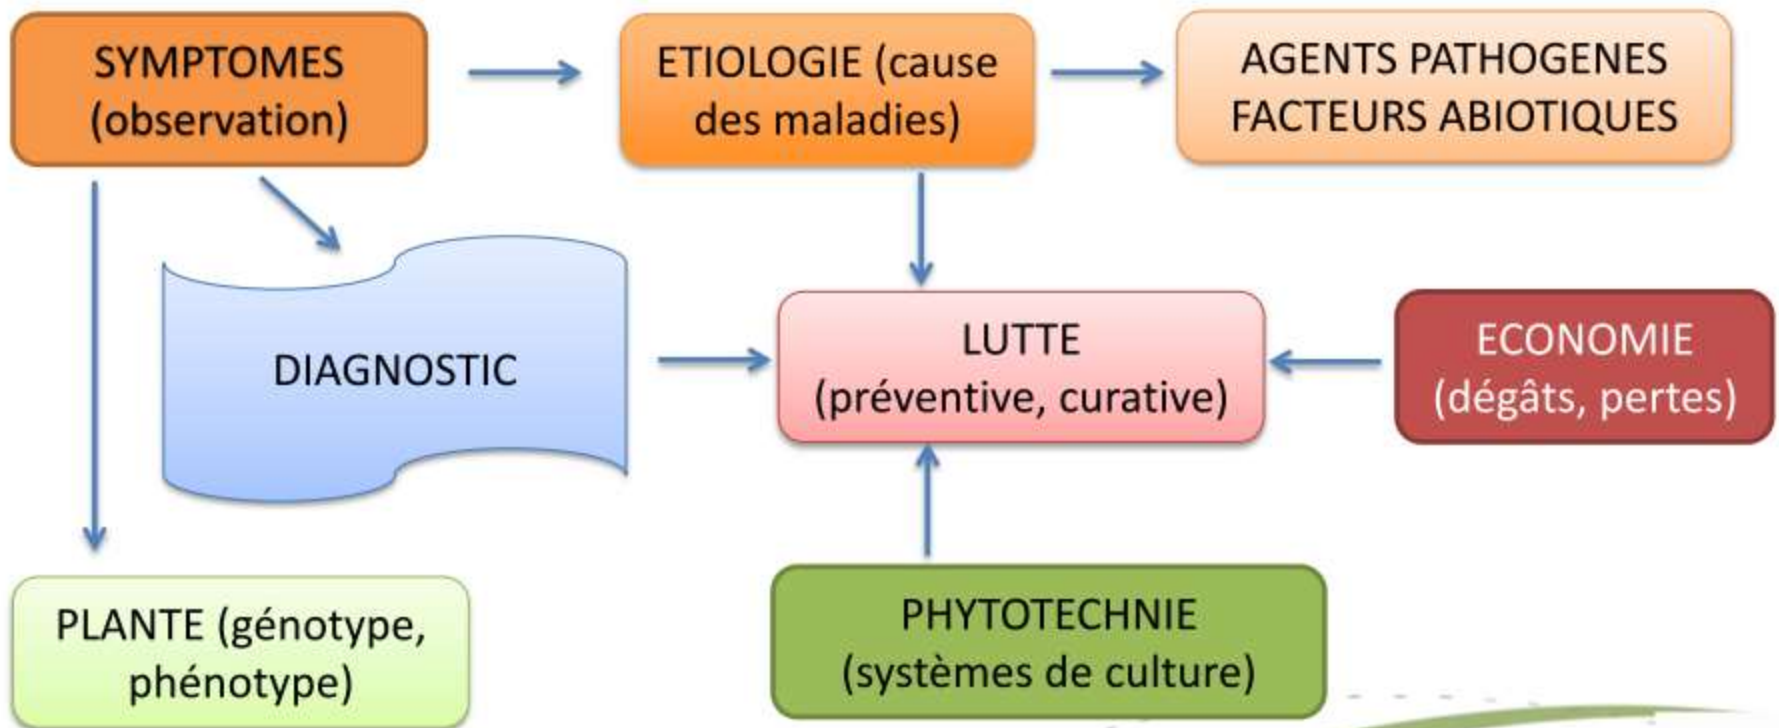 SYMPTOMES
(observation)
ETIOLOGIE (cause
des maladies)
AGENTS PATHOGENES
FACTEURS ABIOTIQUES
DIAGNOSTIC
LUTTE
(préventive, curative)
ECONOMIE
(dégâts, pertes)
PLANTE (génotype,
phénotype)
PHYTOTECHNIE
(systèmes de culture)